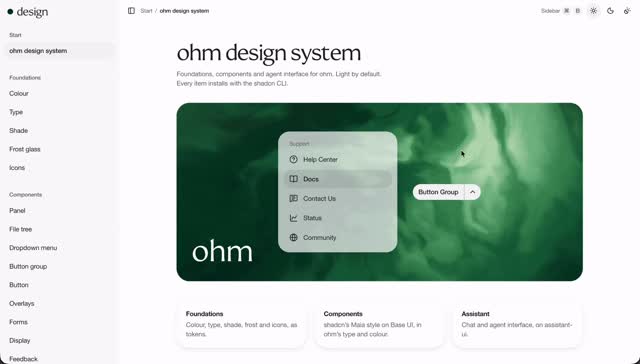 design
Start
ohm design system
Foundations
Colour
Type
Shade
Frost glass
Icons
Components
Panel
File tree
Dropdown menu
Button group
Button
Overlays
Forms
Display
Feedback
Start / ohm design system
Sidebar ⌘ B
ohm design system
Foundations, components and agent interface for ohm. Light by default.
Every item installs with the shadcn CLI.
Support
Help Center
Docs
Contact Us
Status
Community
Button Group
ohm
Foundations
Colour, type, shade, frost and icons, as
tokens.
Components
shadcn's Maia style on Base UI, in
ohm's type and colour.
Assistant
Chat and agent interface, on assistant-
ui.